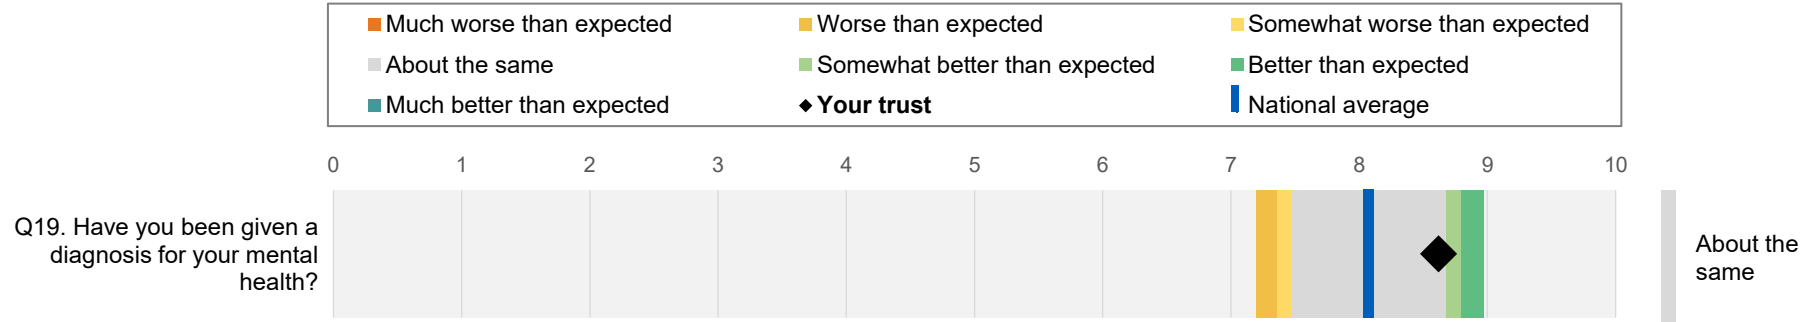 Much worse than expected
Worse than expected
Somewhat worse than expected
About the same
Somewhat better than expected
Better than expected
Much better than expected
Your trust
National average
0 1 2 3 4 5 6 7 8 9 10
Q19. Have you been given a
diagnosis for your mental
health?
About the
same